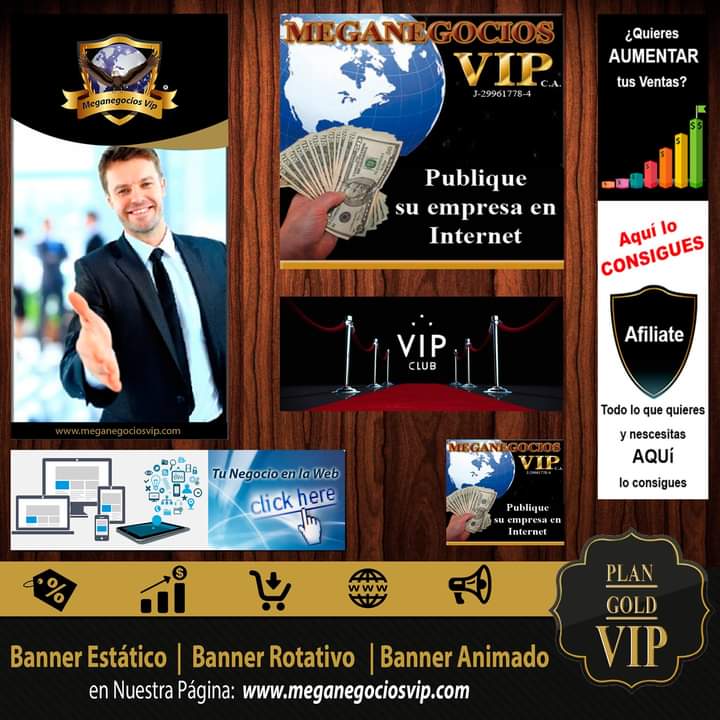 Meganegocios Vip
www.meganegociosvip.com
MEGANEGOCIOS
VIP C.A.
J-29961778-4
Publique
su empresa en
Internet
¿Quieres
AUMENTAR
tus Ventas?
$ $
Aquí lo
CONSIGUES
Afiliate
Todo lo que quieres
y nescesitas
AQUÍ
lo consigues
VIP
CLUB
Tu Negocio en la Web
click here
MEGANEGOCIOS
VIP C.A.
J-29961778-4
Publique
su empresa en
Internet
%
$
WWW
PLAN
GOLD
VIP
Banner Estático | Banner Rotativo | Banner Animado
en Nuestra Página: www.meganegociosvip.com